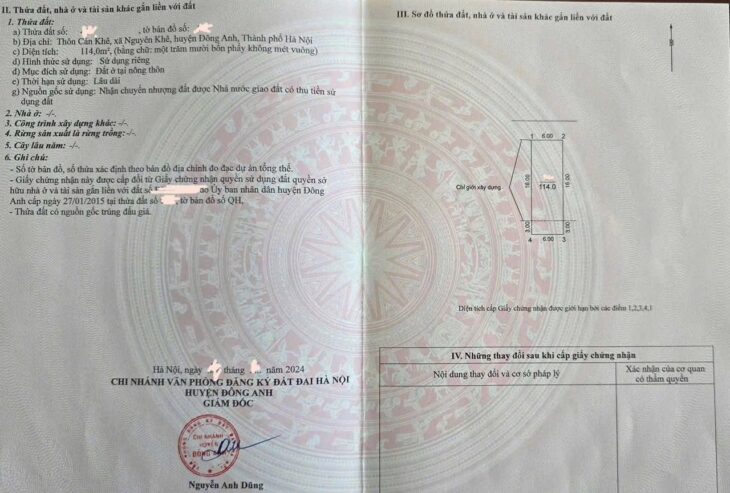 II. Thửa đất, nhà ở và tài sản khác gắn liền với đất
1. Thửa đất:
a) Thửa đất số: , tờ bản đồ số:
b) Địa chỉ: Thôn Cán Khê, xã Nguyên Khê, huyện Đông Anh, Thành phố Hà Nội
c) Diện tích: 114,0m², (bằng chữ: một trăm mười bốn phẩy không mét vuông)
d) Hình thức sử dụng: Sử dụng riêng
đ) Mục đích sử dụng: Đất ở tại nông thôn
e) Thời hạn sử dụng: Lâu dài
g) Nguồn gốc sử dụng: Nhận chuyển nhượng đất được Nhà nước giao đất có thu tiền sử
dụng đất
2. Nhà ở: -/-.
3. Công trình xây dựng khác: -/-.
4. Rừng sản xuất là rừng trồng:-/-.
5. Cây lâu năm: -/-.
6. Ghi chú:
- Số tờ bản đồ, số thửa xác định theo bản đồ địa chính đo đạc dự án tổng thể.
- Giấy chứng nhận này được cấp đổi từ Giấy chứng nhận quyền sử dụng đất quyền sở
hữu nhà ở và tài sản gắn liền với đất số ao Ủy ban nhân dân huyện Đông
Anh cấp ngày 27/01/2015 tại thửa đất số tờ bản đồ số QH,
- Thửa đất có nguồn gốc trúng đấu giá.
Hà Nội, ngày tháng năm 2024
CHI NHÁNH VĂN PHÒNG ĐĂNG KÝ ĐẤT ĐAI HÀ NỘI
HUYỆN ĐÔNG ANH
GIÁM ĐỐC
CHI NHÁNH
HUYỆN
ĐÔNG ANH
Nguyễn Anh Dũng
III. Sơ đồ thửa đất, nhà ở và tài sản khác gắn liền với đất
B
1 6.00 2
Chỉ giới xây dựng
16.00 114.0 16.00
3.00 3.00
4 6.00 3
Diện tích cấp Giấy chứng nhận được giới hạn bởi các điểm 1,2,3,4,1
IV. Những thay đổi sau khi cấp giấy chứng nhận
Nội dung thay đổi và cơ sở pháp lý
Xác nhận của cơ quan
có thẩm quyền